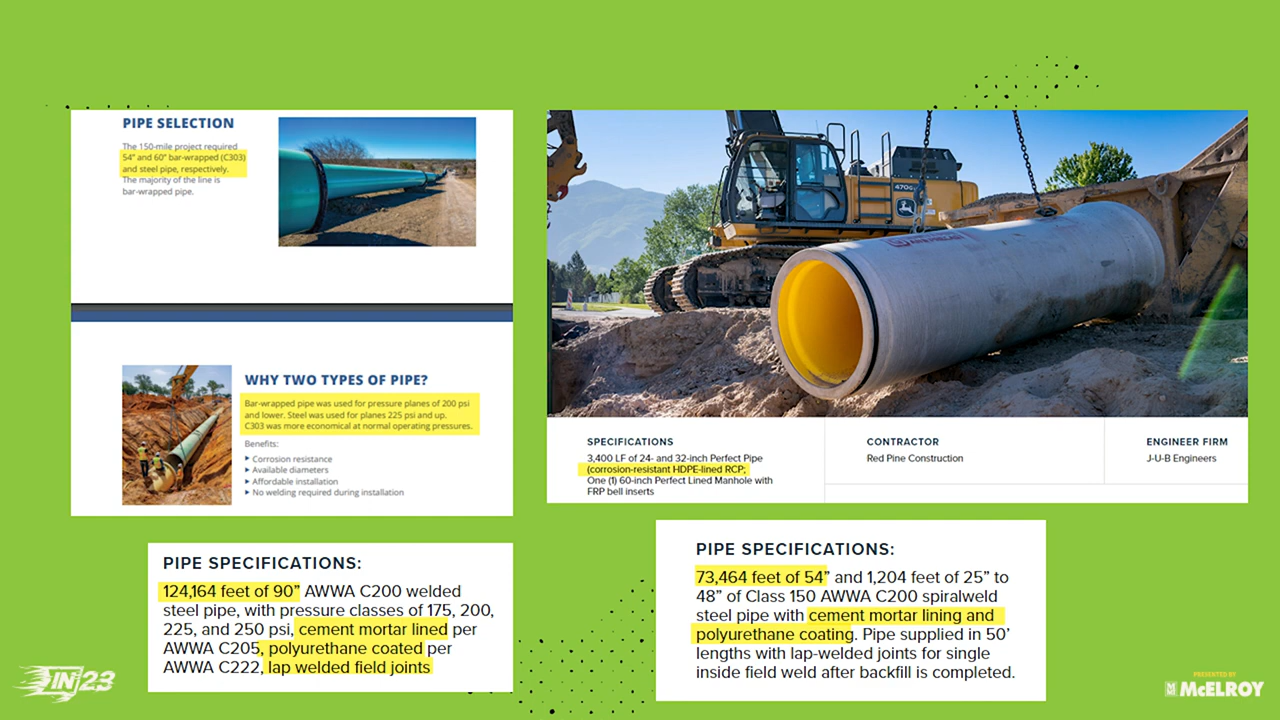 PIPE SELECTION
The 150-mile project required
54" and 60" bar-wrapped (C303)
and steel pipe, respectively.
The majority of the line is
bar-wrapped pipe.
WHY TWO TYPES OF PIPE?
Bar-wrapped pipe was used for pressure planes of 200 psi
and lower. Steel was used for planes 225 psi and up.
C303 was more economical at normal operating pressures.
Benefits:
Corrosion resistance
Available diameters
Affordable installation
No welding required during installation
470G
SPECIFICATIONS
3,400 LF of 24- and 32-inch Perfect Pipe
(corrosion-resistant HDPE-lined RCP;
One (1) 60-inch Perfect Lined Manhole with
FRP bell inserts
CONTRACTOR
Red Pine Construction
ENGINEER FIRM
J-U-B Engineers
PIPE SPECIFICATIONS:
124,164 feet of 90" AWWA C200 welded
steel pipe, with pressure classes of 175, 200,
225, and 250 psi, cement mortar lined per
AWWA C205, polyurethane coated per
AWWA C222, lap welded field joints
PIPE SPECIFICATIONS:
73,464 feet of 54" and 1,204 feet of 25" to
48" of Class 150 AWWA C200 spiralweld
steel pipe with cement mortar lining and
polyurethane coating. Pipe supplied in 50'
lengths with lap-welded joints for single
inside field weld after backfill is completed.
IN 23
PRESENTED BY
McELROY